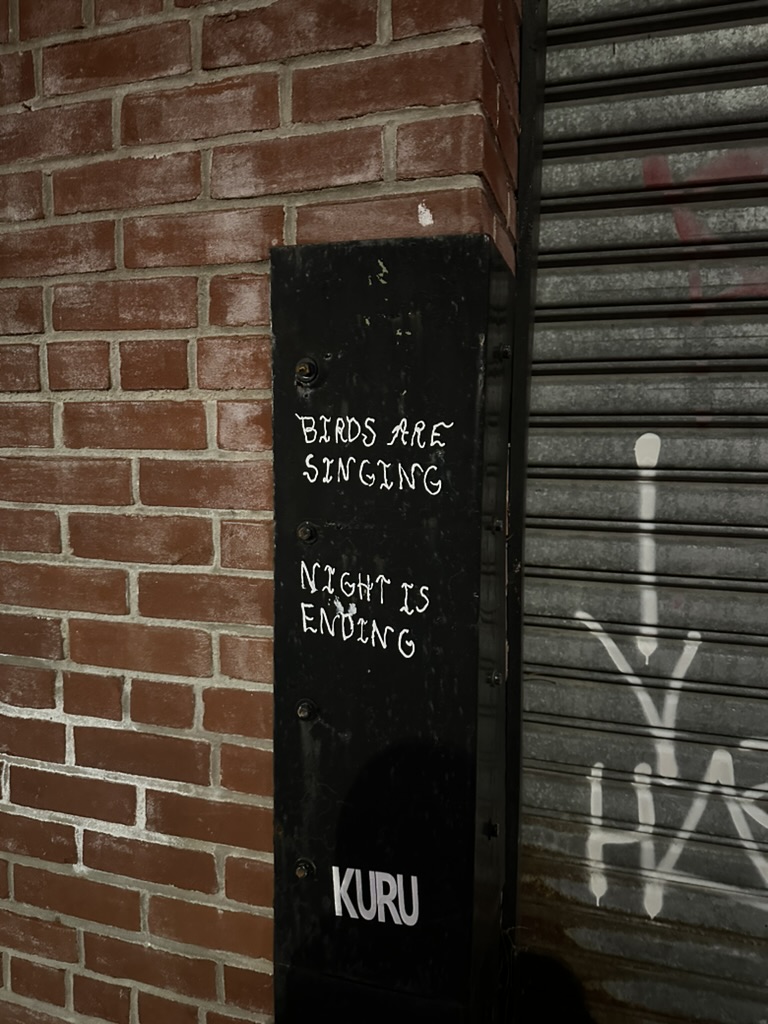 BIRDS ARE
SINGING
NIGHT IS
ENDING
KURU